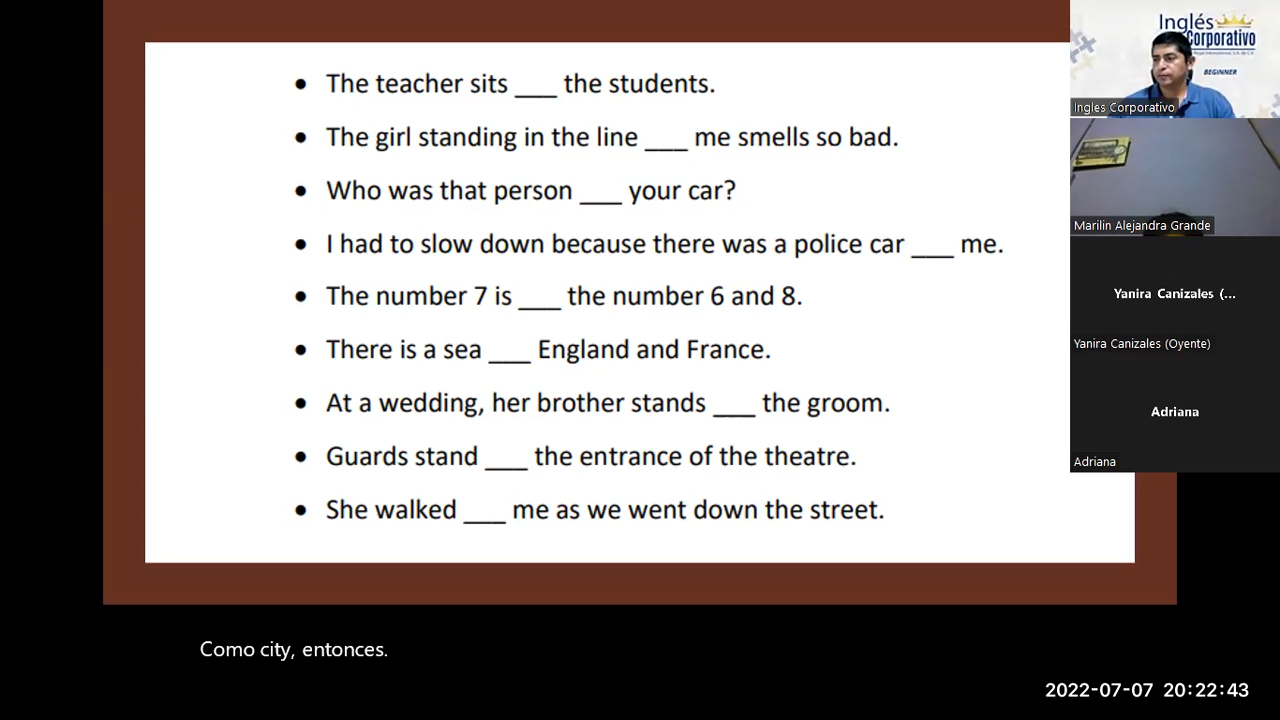 • The teacher sits ___ the students.
• The girl standing in the line ___ me smells so bad.
• Who was that person ___ your car?
• I had to slow down because there was a police car ___ me.
• The number 7 is ___ the number 6 and 8.
• There is a sea ___ England and France.
• At a wedding, her brother stands ___ the groom.
• Guards stand ___ the entrance of the theatre.
• She walked ___ me as we went down the street.
Inglés
Corporativo
BEGINNER
Ingles Corporativo
Marilin Alejandra Grande
Yanira Canizales (...
Yanira Canizales (Oyente)
Adriana
Adriana
Como city, entonces.
2022-07-07 20:22:43